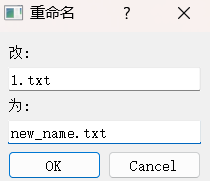 重命名 ?
改:
1.txt
为:
new_name.txt
OK Cancel